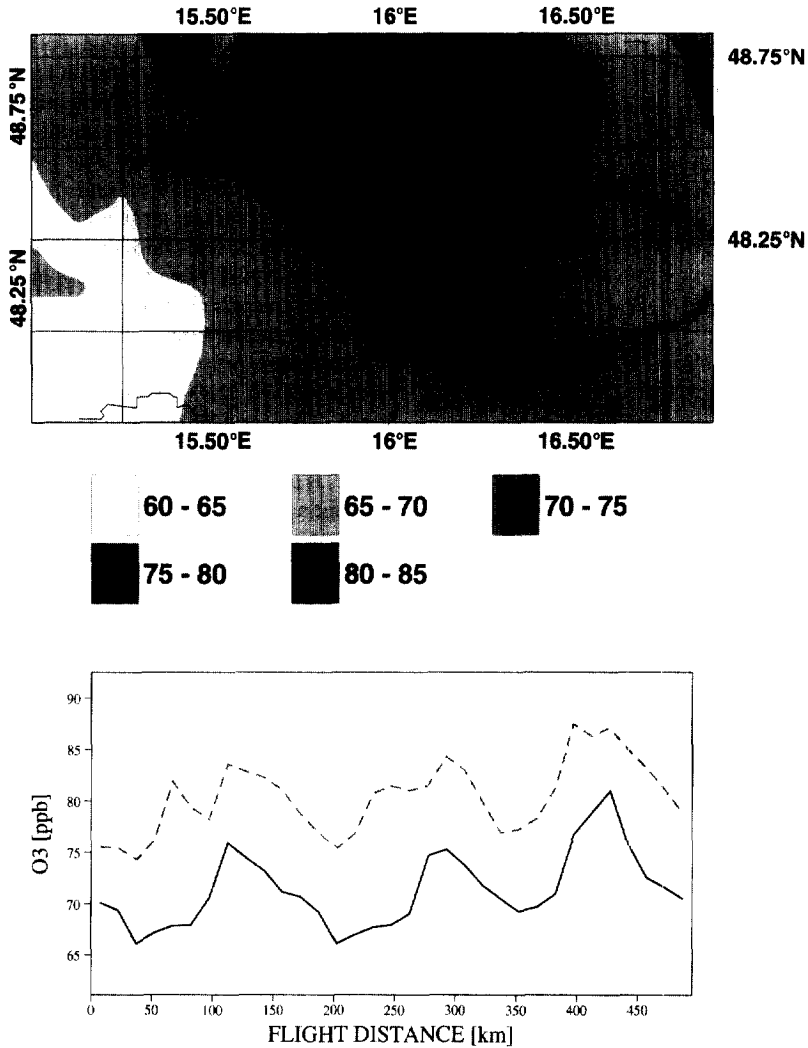 15.50°E 16°E 16.50°E
48.75°N
48.75°N
48.25°N
48.25°N
15.50°E 16°E 16.50°E
60 - 65 65 - 70 70 - 75
75 - 80 80 - 85
90
85
80
75
70
65
O3 [ppb]
0 50 100 150 200 250 300 350 400 450
FLIGHT DISTANCE [km]